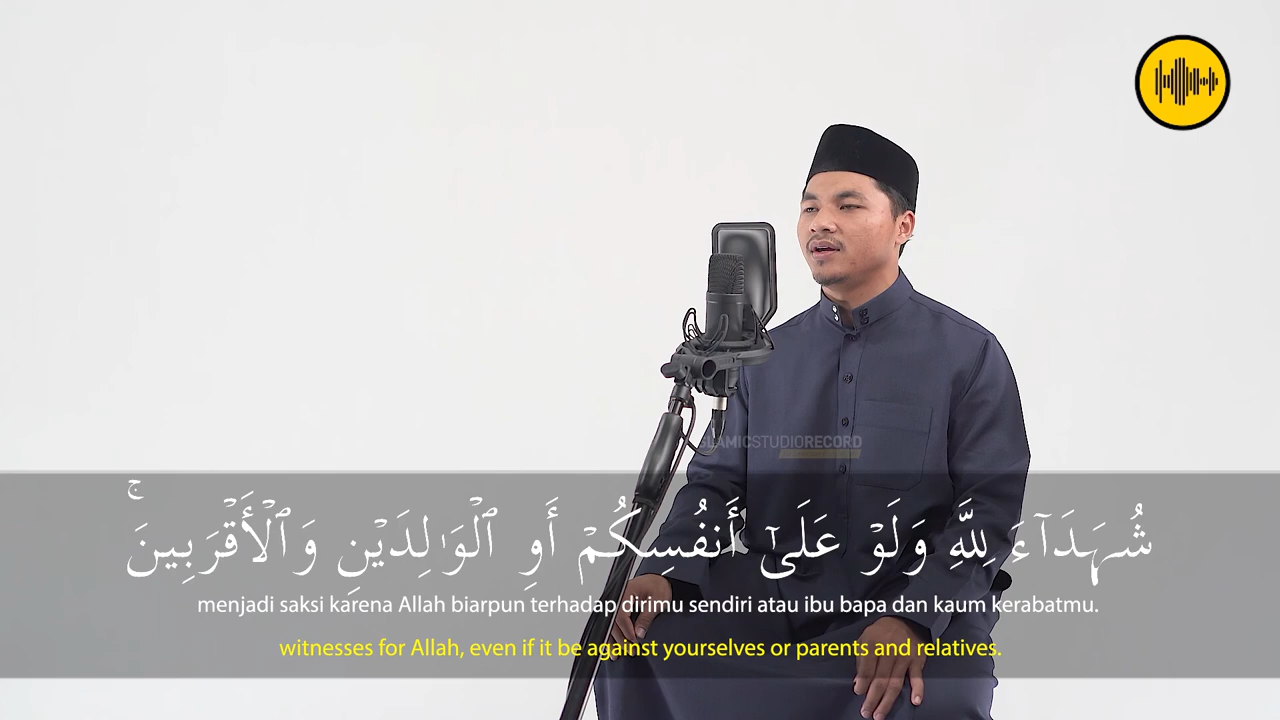 ISLAMICSTUDIORECORD
شُهَدَآءَ لِلَّهِ وَلَوْ عَلَىٰٓ أَنفُسِكُمْ أَوِ ٱلْوَٰلِدَيْنِ وَٱلْأَقْرَبِينَ ۚ
menjadi saksi karena Allah biarpun terhadap dirimu sendiri atau ibu bapa dan kaum kerabatmu.
witnesses for Allah, even if it be against yourselves or parents and relatives.